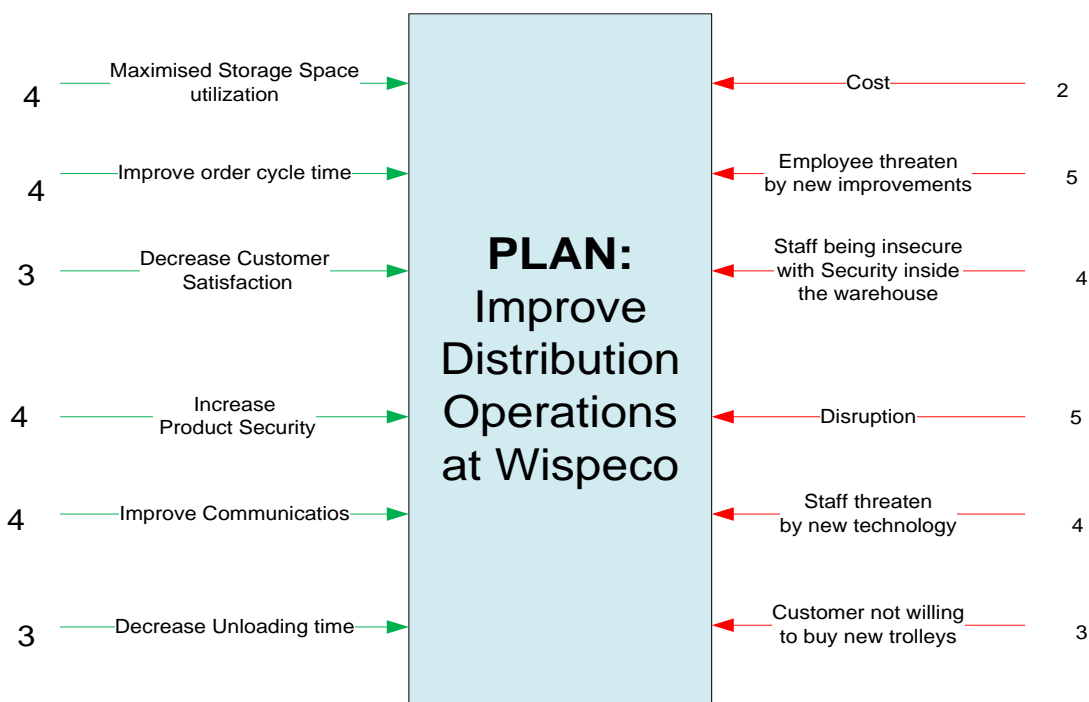 4
Maximised Storage Space
utilization
4
Improve order cycle time
3
Decrease Customer
Satisfaction
4
Increase
Product Security
4
Improve Communicatios
3
Decrease Unloading time
PLAN:
Improve
Distribution
Operations
at Wispeco
Cost
2
Employee threaten
by new improvements
5
Staff being insecure
with Security inside
the warehouse
4
Disruption
5
Staff threaten
by new technology
4
Customer not willing
to buy new trolleys
3